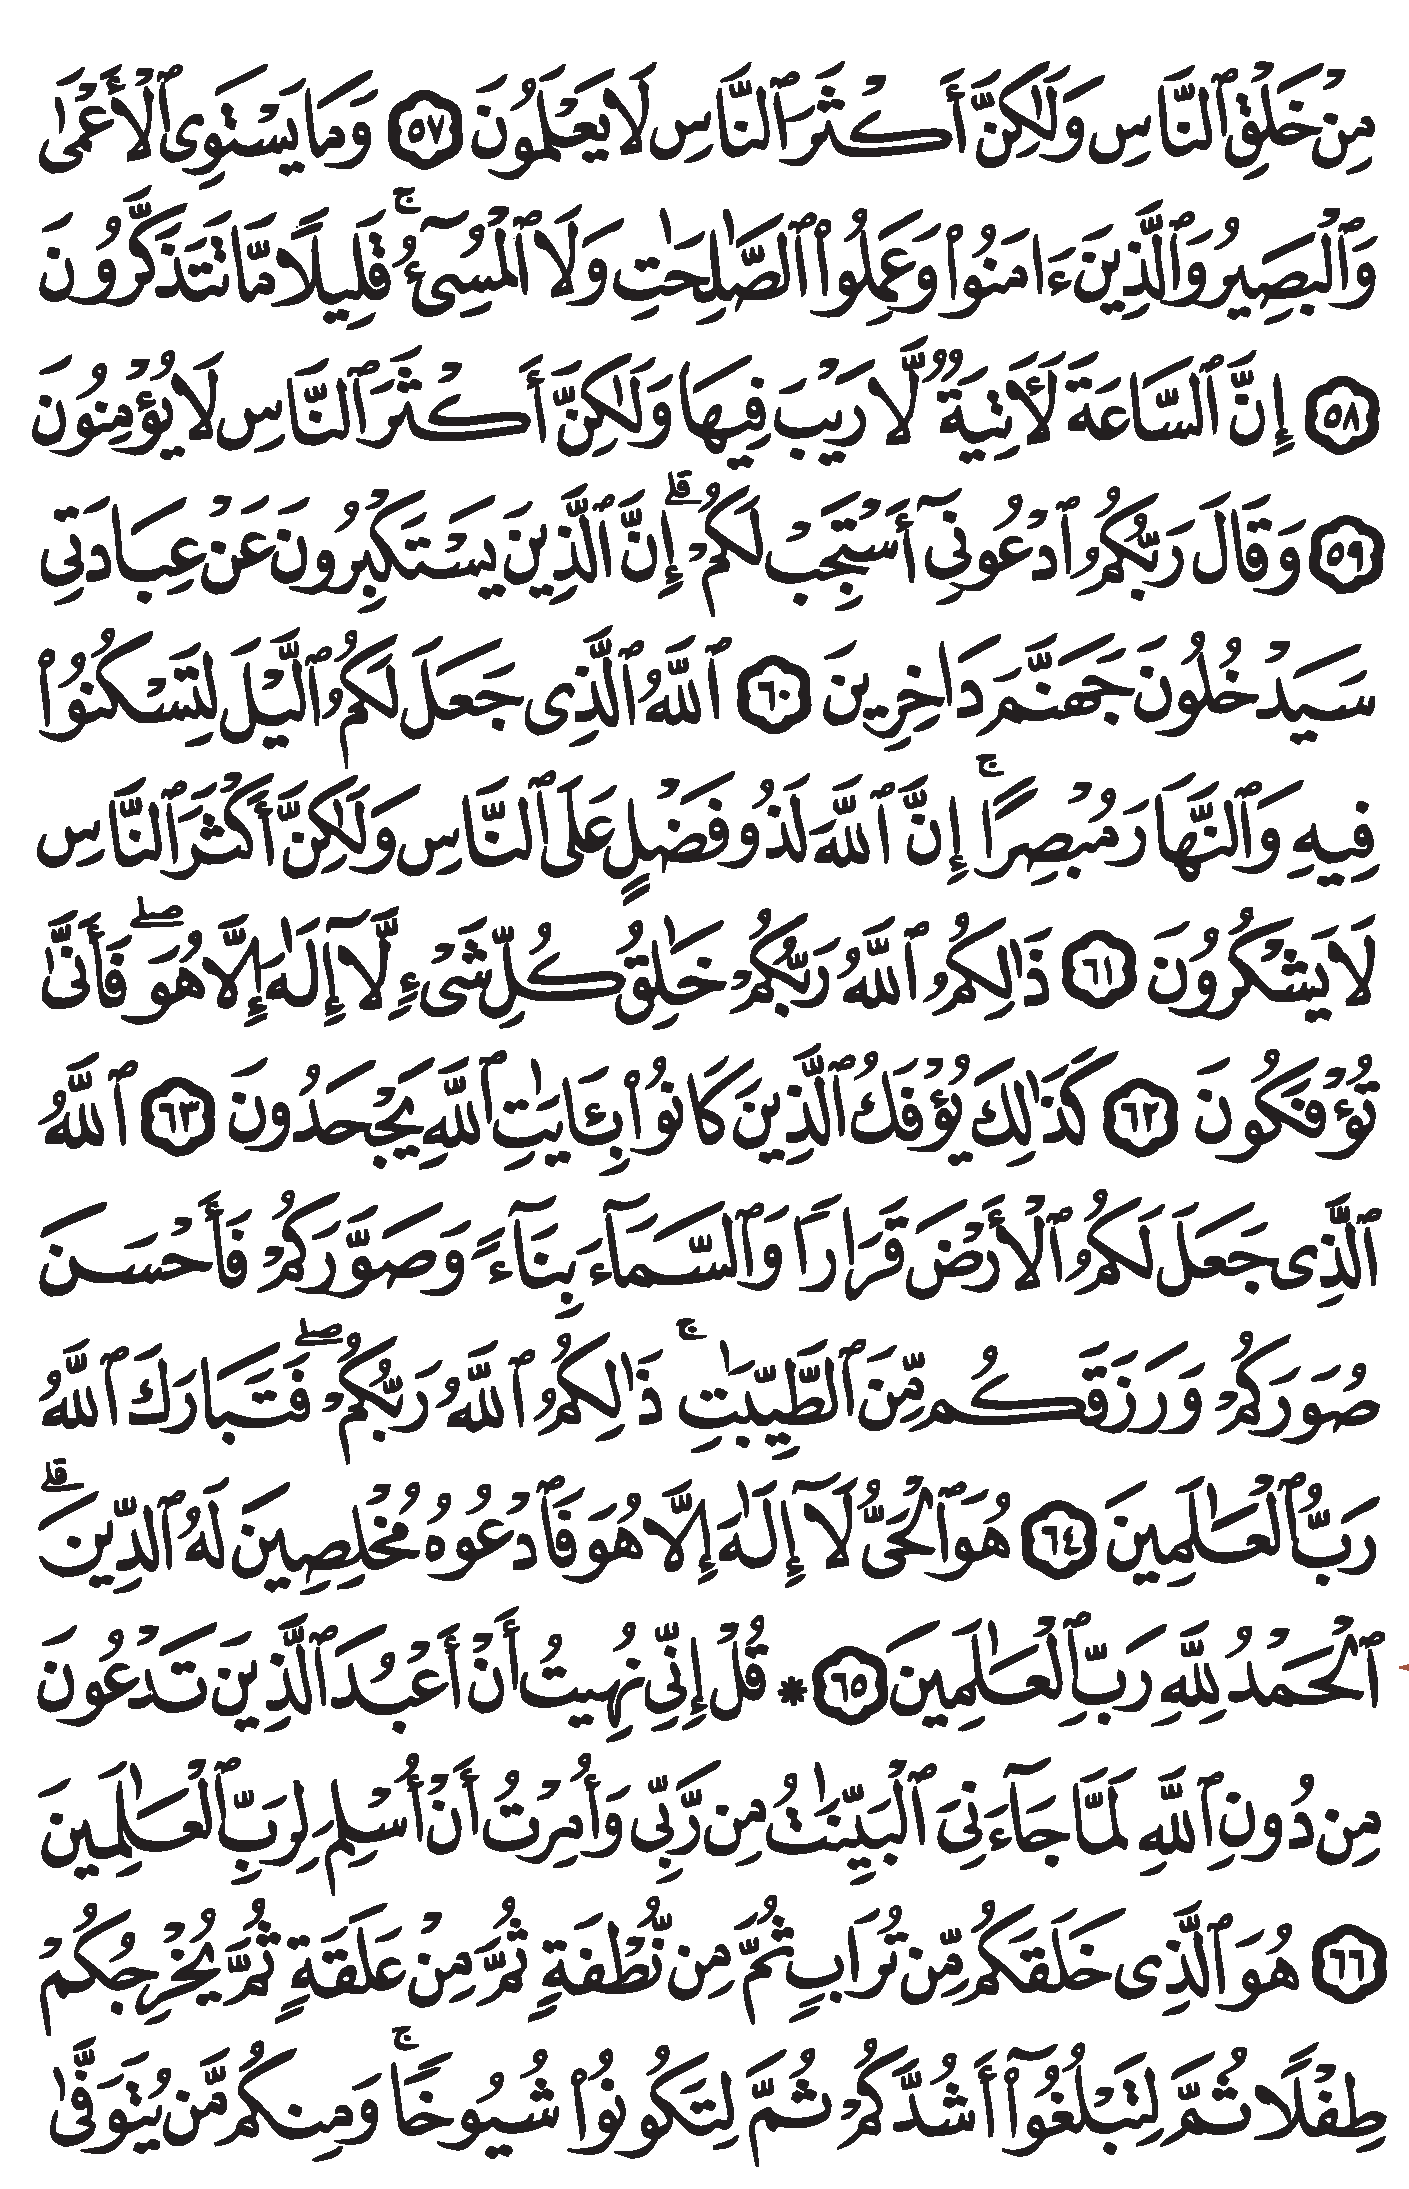 مِنْ خَلْقِ ٱلنَّاسِ وَلَٰكِنَّ أَكْثَرَ ٱلنَّاسِ لَا يَعْلَمُونَ ٥٧ وَمَا يَسْتَوِى ٱلْأَعْمَىٰ
وَٱلْبَصِيرُ وَٱلَّذِينَ ءَامَنُوا۟ وَعَمِلُوا۟ ٱلصَّٰلِحَٰتِ وَلَا ٱلْمُسِىٓءُ ۚ قَلِيلًا مَّا تَتَذَكَّرُونَ
٥٨ إِنَّ ٱلسَّاعَةَ لَأَتِيَةٌ لَّا رَيْبَ فِيهَا وَلَٰكِنَّ أَكْثَرَ ٱلنَّاسِ لَا يُؤْمِنُونَ
٥٩ وَقَالَ رَبُّكُمُ ٱدْعُونِىٓ أَسْتَجِبْ لَكُمْ ۗ إِنَّ ٱلَّذِينَ يَسْتَكْبِرُونَ عَنْ عِبَادَتِى
سَيَدْخُلُونَ جَهَنَّمَ دَاخِرِينَ ٦٠ ٱللَّهُ ٱلَّذِى جَعَلَ لَكُمُ ٱلَّيْلَ لِتَسْكُنُوا۟
فِيهِ وَٱلنَّهَارَ مُبْصِرًا ۚ إِنَّ ٱللَّهَ لَذُو فَضْلٍ عَلَى ٱلنَّاسِ وَلَٰكِنَّ أَكْثَرَ ٱلنَّاسِ
لَا يَشْكُرُونَ ٦١ ذَٰلِكُمُ ٱللَّهُ رَبُّكُمْ خَٰلِقُ كُلِّ شَىْءٍ لَّآ إِلَٰهَ إِلَّا هُوَ ۖ فَأَنَّىٰ
تُؤْفَكُونَ ٦٢ كَذَٰلِكَ يُؤْفَكُ ٱلَّذِينَ كَانُوا۟ بِـَٔايَٰتِ ٱللَّهِ يَجْحَدُونَ ٦٣ ٱللَّهُ
ٱلَّذِى جَعَلَ لَكُمُ ٱلْأَرْضَ قَرَارًا وَٱلسَّمَآءَ بِنَآءً وَصَوَّرَكُمْ فَأَحْسَنَ
صُوَرَكُمْ وَرَزَقَكُم مِّنَ ٱلطَّيِّبَٰتِ ۚ ذَٰلِكُمُ ٱللَّهُ رَبُّكُمْ ۖ فَتَبَارَكَ ٱللَّهُ
رَبُّ ٱلْعَٰلَمِينَ ٦٤ هُوَ ٱلْحَىُّ لَآ إِلَٰهَ إِلَّا هُوَ فَٱدْعُوهُ مُخْلِصِينَ لَهُ ٱلدِّينَ ۗ
ٱلْحَمْدُ لِلَّهِ رَبِّ ٱلْعَٰلَمِينَ ٦٥ * قُلْ إِنِّى نُهِيتُ أَنْ أَعْبُدَ ٱلَّذِينَ تَدْعُونَ
مِن دُونِ ٱللَّهِ لَمَّا جَآءَنِىَ ٱلْبَيِّنَٰتُ مِن رَّبِّى وَأُمِرْتُ أَنْ أُسْلِمَ لِرَبِّ ٱلْعَٰلَمِينَ
٦٦ هُوَ ٱلَّذِى خَلَقَكُم مِّن تُرَابٍ ثُمَّ مِن نُّطْفَةٍ ثُمَّ مِنْ عَلَقَةٍ ثُمَّ يُخْرِجُكُمْ
طِفْلًا ثُمَّ لِتَبْلُغُوٓا۟ أَشُدَّكُمْ ثُمَّ لِتَكُونُوا۟ شُيُوخًا ۚ وَمِنكُم مَّن يُتَوَفَّىٰ